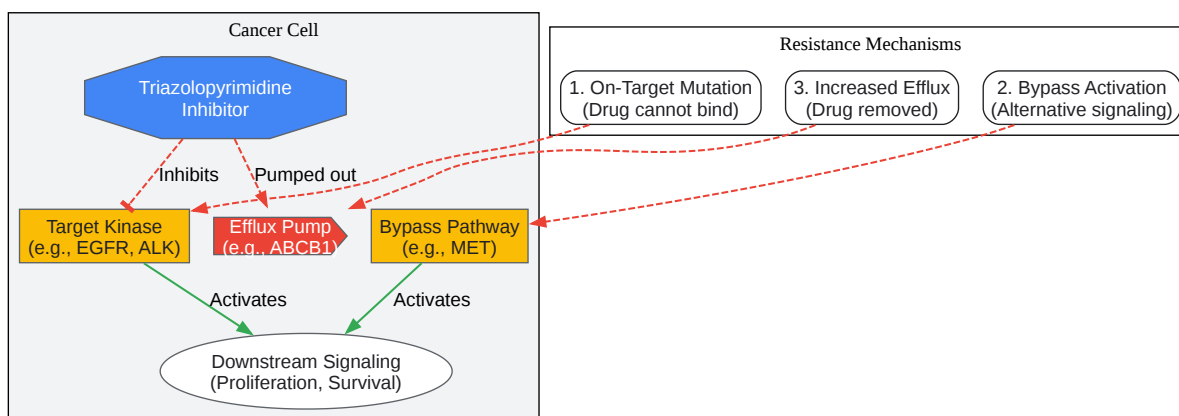 Cancer Cell
Resistance Mechanisms
Triazolopyrimidine
Inhibitor
1. On-Target Mutation
(Drug cannot bind)
3. Increased Efflux
(Drug removed)
2. Bypass Activation
(Alternative signaling)
Inhibits
Pumped out
Target Kinase
(e.g., EGFR, ALK)
Efflux Pump
(e.g., ABCB1)
Bypass Pathway
(e.g., MET)
Activates
Activates
Downstream Signaling
(Proliferation, Survival)